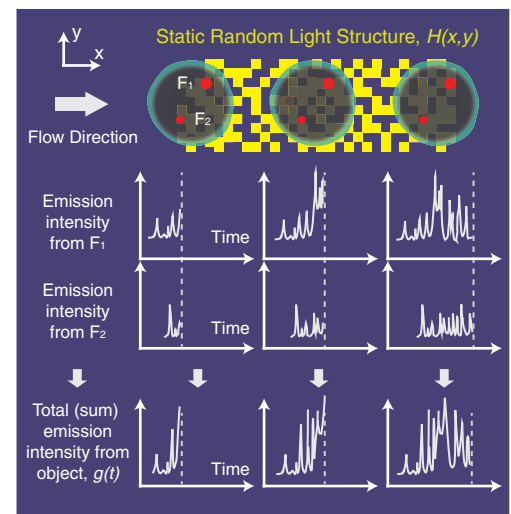 y
x
Static Random Light Structure, H(x,y)
F₁
F₂
Flow Direction
Emission
intensity
from F₁
Time
Emission
intensity
from F₂
Total (sum)
emission
intensity from
object, g(t)
Time